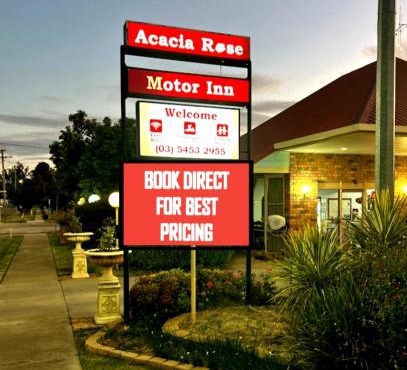 Acacia Rose
Motor Inn
Welcome
(03) 5453 2955
BOOK DIRECT
FOR BEST
PRICING